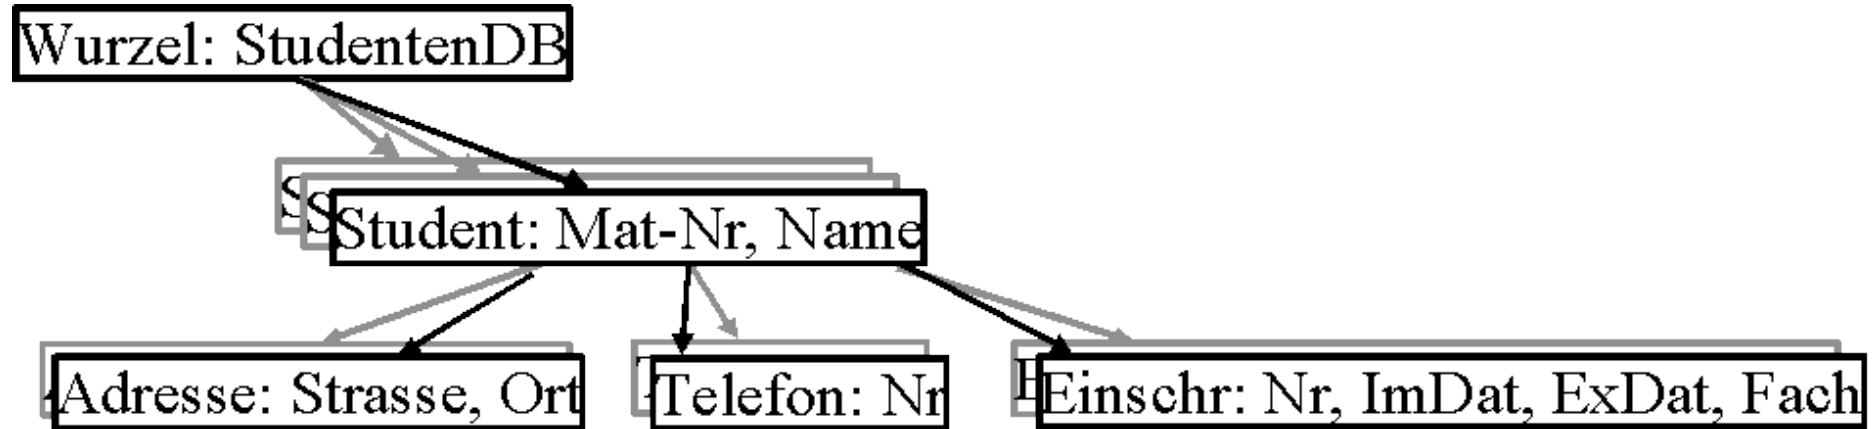 Wurzel: StudentenDB
Student: Mat-Nr, Name
Adresse: Strasse, Ort
Telefon: Nr
Einschr: Nr, ImDat, ExDat, Fach